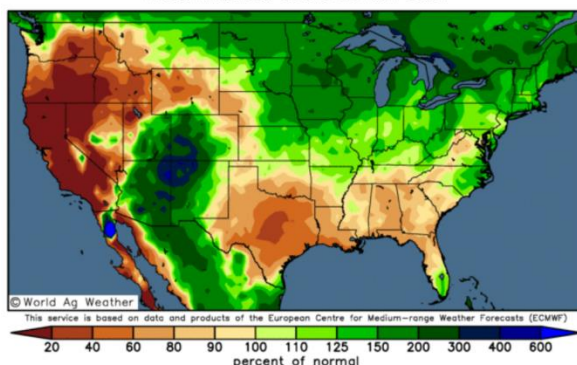 © World Ag Weather
This service is based on data and products of the European Centre for Medium-range Weather Forecasts (ECMWF)
20 40 60 80 90 100 110 125 150 200 300 400 600
percent of normal